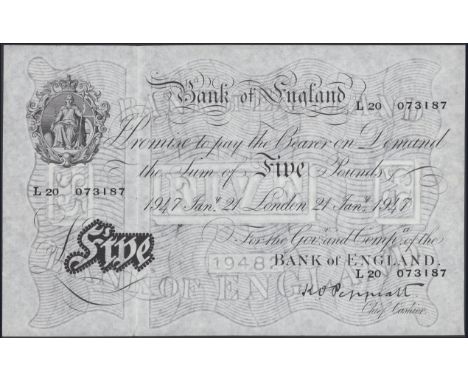 Bank of England
L20 073187
I Promise to pay the Bearer on Demand
the Sum of Five Pounds
L20 073187
1947 Jany. 21 London 21 Jany. 1947
For the Govr. and Compa. of the
Five
1948
BANK OF ENGLAND.
L20 073187
K O Peppiatt
Chief Cashier.